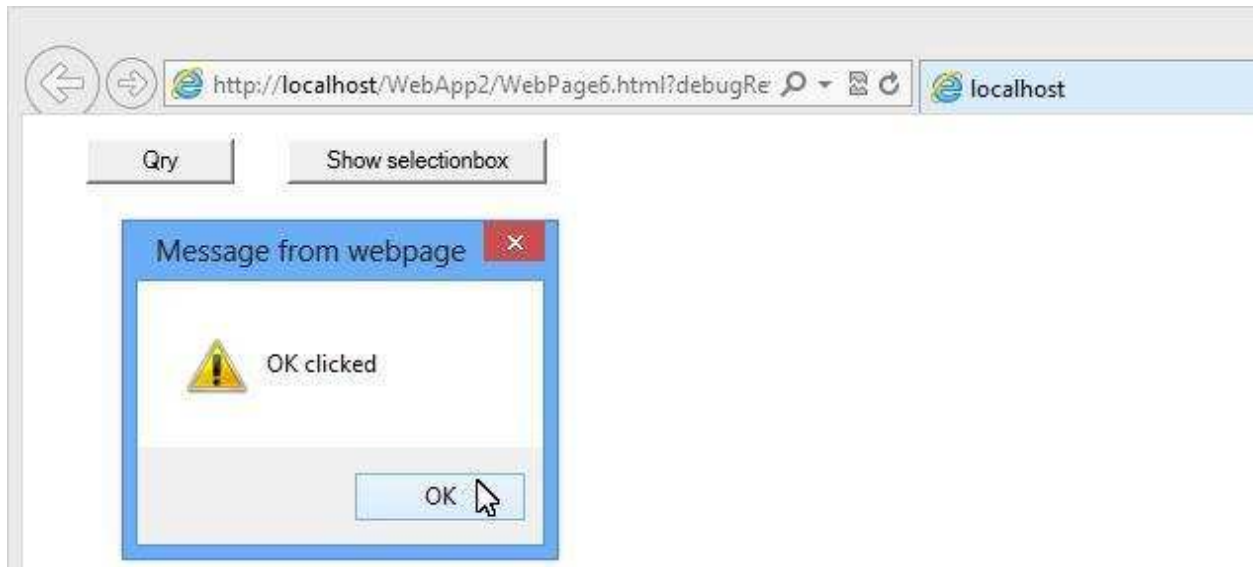 http://localhost/WebApp2/WebPage6.html?debugRe
localhost
Qry
Show selectionbox
Message from webpage
OK clicked
OK